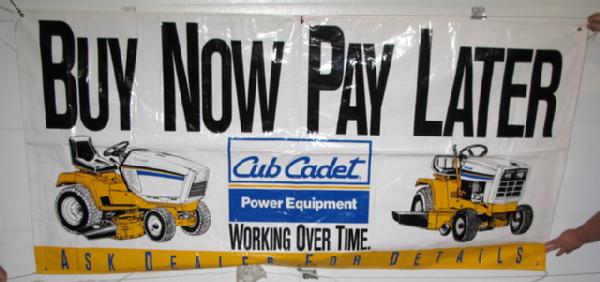 Buy Now Pay Later
Cub Cadet
Power Equipment
Working Over Time.
Ask Dealer For Details